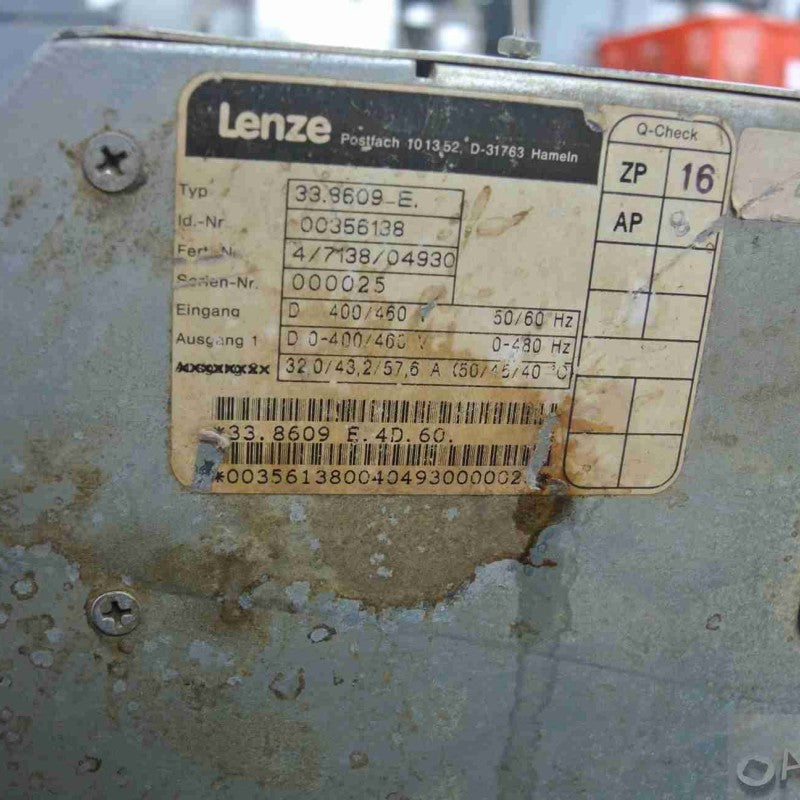 Lenze Postfach 101352, D-31763 Hameln
Q-Check
ZP 16
AP
Typ 33.8609-E.
Id.-Nr. 00356138
Fert.-Nr. 4/7138/04930
Serien-Nr. 000025
Eingang D 400/460 V 50/60 Hz
Ausgang 1 D 0-400/460 V 0-480 Hz
32,0/43,2/57,6 A (50/45/40 °C
*33.8609 E.4D.60.
*003561380040493000002
OA